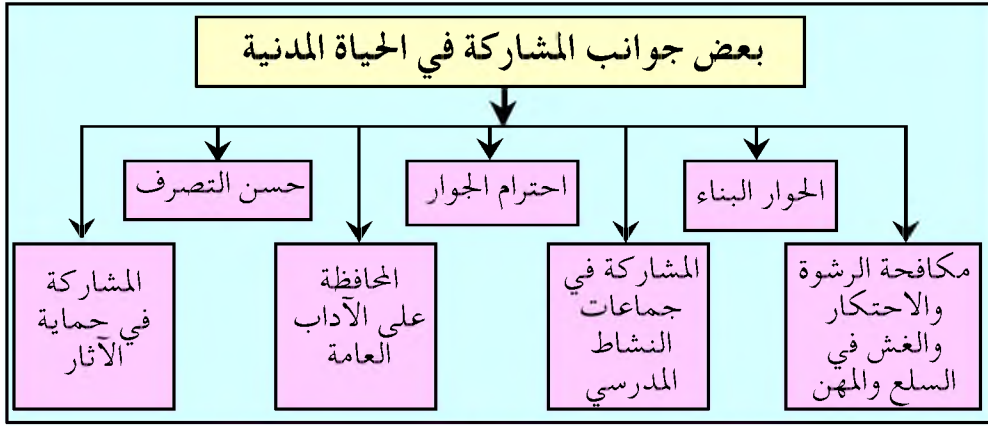 بعض جوانب المشاركة في الحياة المدنية
الحوار البناء
احترام الجوار
حسن التصرف
مكافحة الرشوة
والاحتكار
والغش في
السلع والمهن
المشاركة في
جماعات
النشاط
المدرسي
المحافظة
على الآداب
العامة
المشاركة
في حماية
الآثار